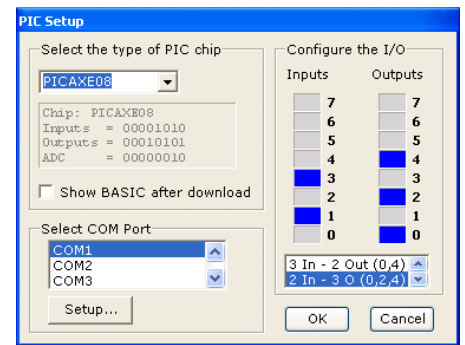 PIC Setup
Select the type of PIC chip
PICAXE08
Chip: PICAXE08
Inputs = 00001010
Outputs = 00010101
ADC = 00000010
Show BASIC after download
Select COM Port
COM1
COM2
COM3
Setup...
Configure the I/O
Inputs Outputs
7 7
6 6
5 5
4 4
3 3
2 2
1 1
0 0
3 In - 2 Out (0,4)
2 In - 3 O (0,2,4)
OK Cancel